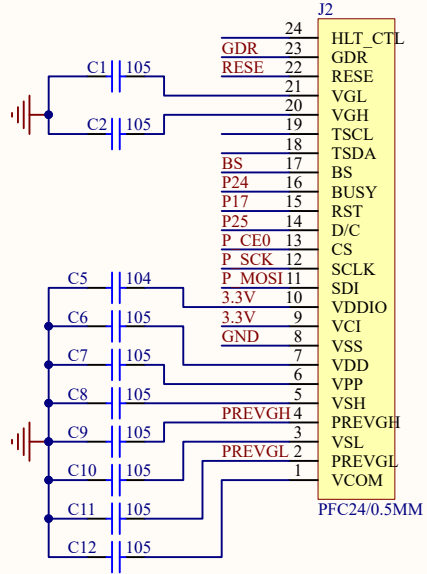 J2
24 HLT_CTL
GDR 23 GDR
C1 105 RESE 22 RESE
21 VGL
20 VGH
C2 105 19 TSCL
18 TSDA
BS 17 BS
P24 16 BUSY
P17 15 RST
P25 14 D/C
P_CE0 13 CS
P_SCK 12 SCLK
C5 104 P_MOSI 11 SDI
3.3V 10 VDDIO
C6 105 3.3V 9 VCI
GND 8 VSS
C7 105 7 VDD
6 VPP
C8 105 5 VSH
C9 105 PREVGH 4 PREVGH
3 VSL
C10 105 PREVGL 2 PREVGL
1 VCOM
C11 105 PFC24/0.5MM
C12 105